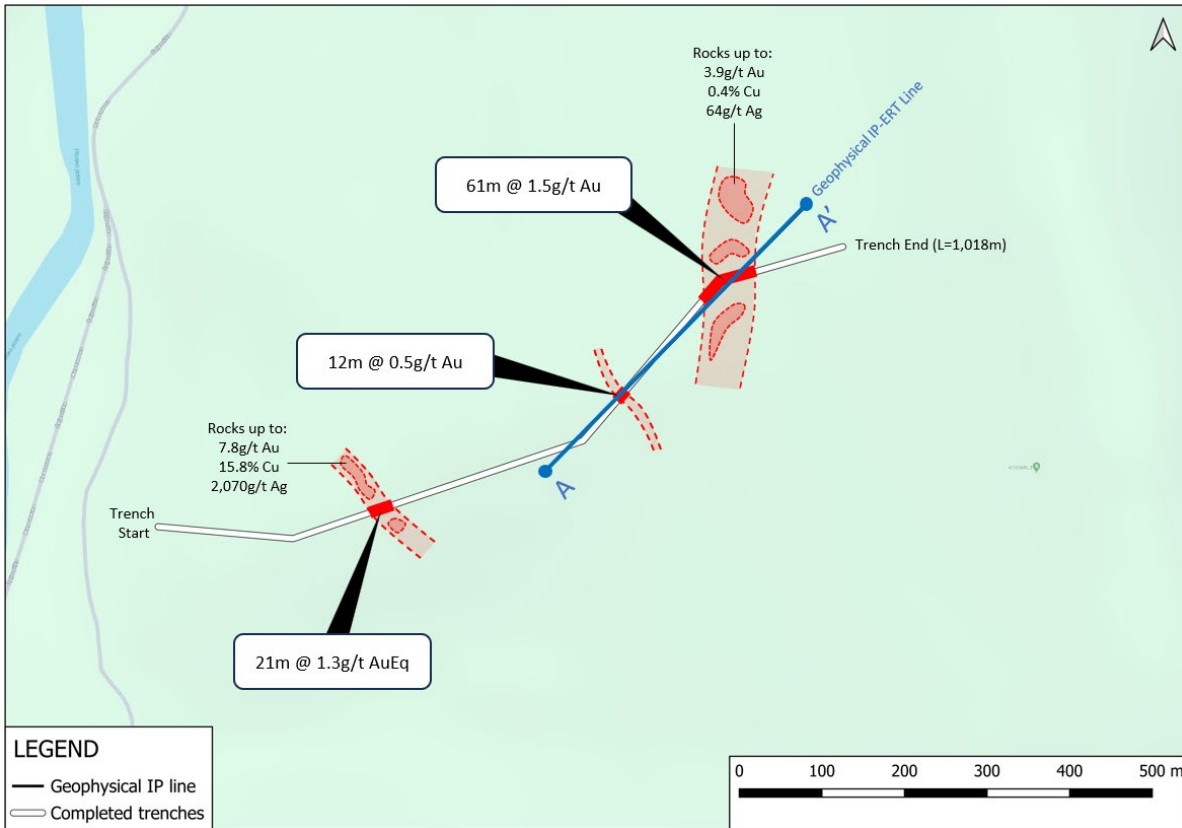 Rocks up to:
3.9g/t Au
0.4% Cu
64g/t Ag
Geophysical IP-ERT Line
A'
61m @ 1.5g/t Au
Trench End (L=1,018m)
12m @ 0.5g/t Au
Rocks up to:
7.8g/t Au
15.8% Cu
2,070g/t Ag
A
Trench
Start
21m @ 1.3g/t AuEq
LEGEND
Geophysical IP line
Completed trenches
0 100 200 300 400 500 m